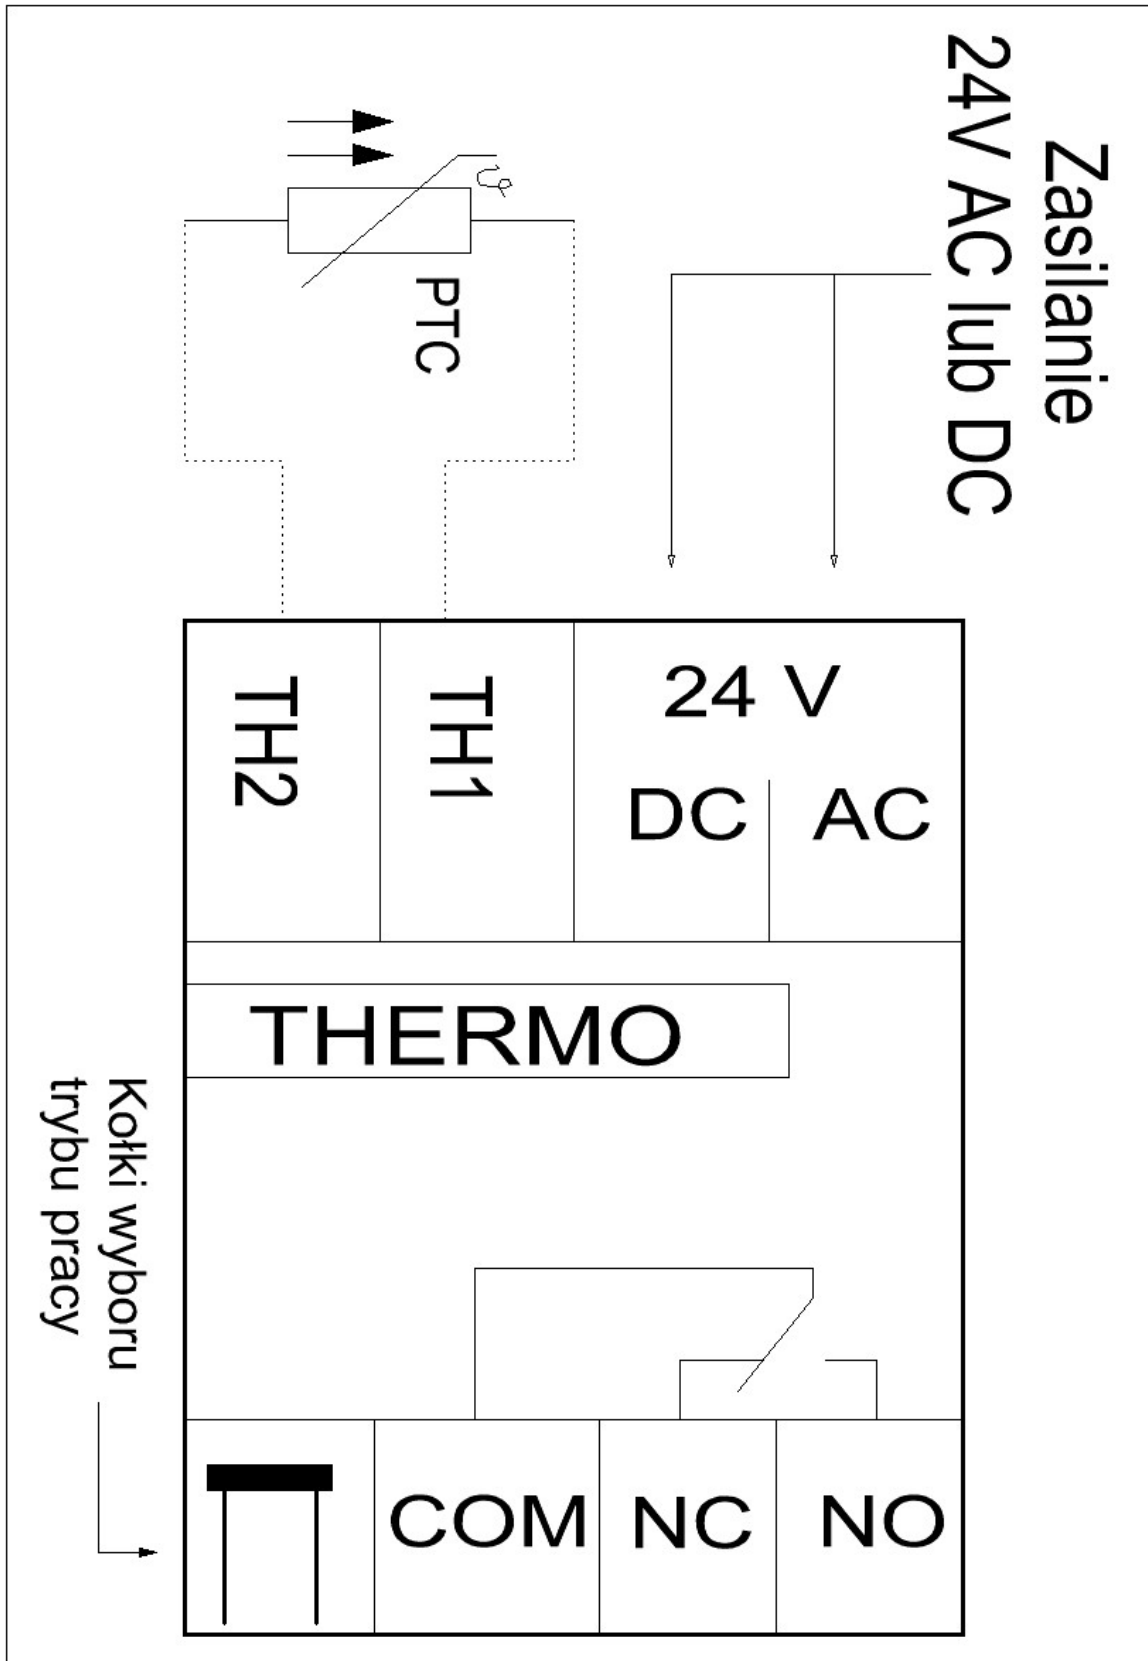 Zasilanie
24V AC lub DC
PTC
TH2
TH1
24 V
DC
AC
THERMO
Kołki wyboru
trybu pracy
COM
NC
NO